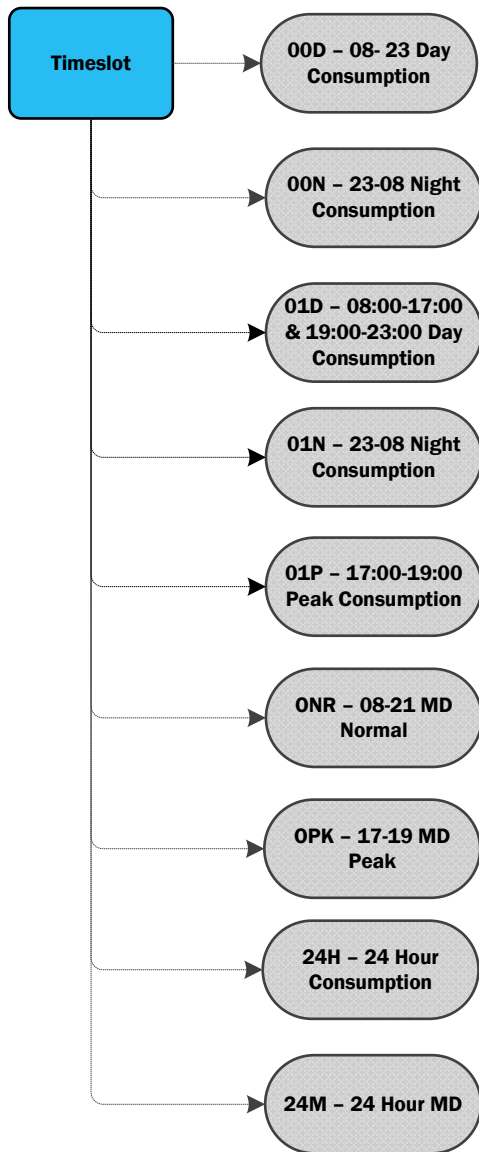 Timeslot
00D – 08- 23 Day
Consumption
00N – 23-08 Night
Consumption
01D – 08:00-17:00
& 19:00-23:00 Day
Consumption
01N – 23-08 Night
Consumption
01P – 17:00-19:00
Peak Consumption
0NR – 08-21 MD
Normal
0PK – 17-19 MD
Peak
24H – 24 Hour
Consumption
24M – 24 Hour MD